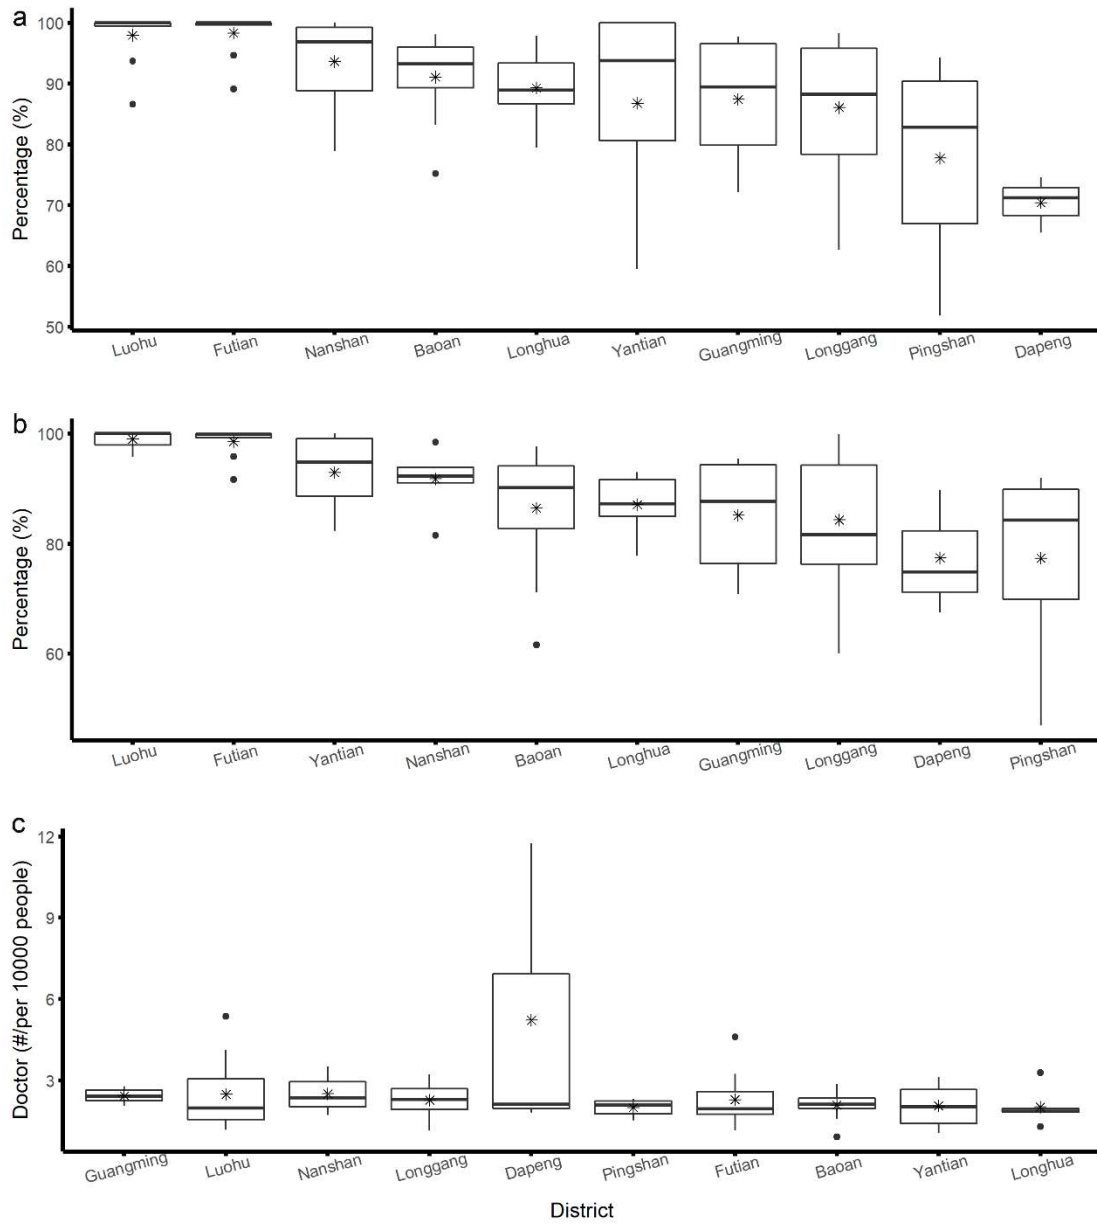 a
Percentage (%)
100
90
80
70
60
50
Luohu Futian Nanshan Baoan Longhua Yantian Guangming Longgang Pingshan Dapeng
b
Percentage (%)
100
80
60
Luohu Futian Yantian Nanshan Baoan Longhua Guangming Longgang Dapeng Pingshan
c
Doctor (#/per 10000 people)
12
9
6
3
Guangming Luohu Nanshan Longgang Dapeng Pingshan Futian Baoan Yantian Longhua
District